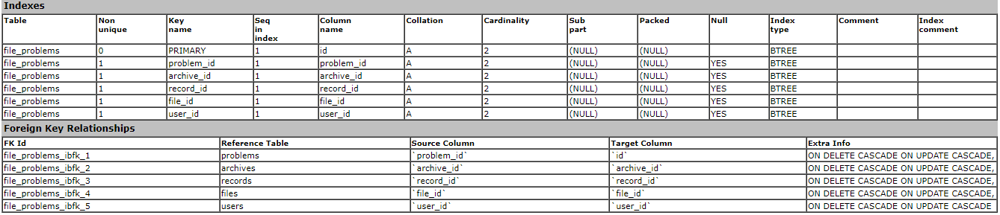 Indexes
Table Non unique Key name Seq in index Column name Collation Cardinality Sub part Packed Null Index type Comment Index comment
file_problems 0 PRIMARY 1 id A 2 (NULL) (NULL) BTREE
file_problems 1 problem_id 1 problem_id A 2 (NULL) (NULL) YES BTREE
file_problems 1 archive_id 1 archive_id A 2 (NULL) (NULL) YES BTREE
file_problems 1 record_id 1 record_id A 2 (NULL) (NULL) YES BTREE
file_problems 1 file_id 1 file_id A 2 (NULL) (NULL) YES BTREE
file_problems 1 user_id 1 user_id A 2 (NULL) (NULL) YES BTREE
Foreign Key Relationships
FK Id Reference Table Source Column Target Column Extra Info
file_problems_ibfk_1 problems `problem_id` `id` ON DELETE CASCADE ON UPDATE CASCADE,
file_problems_ibfk_2 archives `archive_id` `archive_id` ON DELETE CASCADE ON UPDATE CASCADE,
file_problems_ibfk_3 records `record_id` `record_id` ON DELETE CASCADE ON UPDATE CASCADE,
file_problems_ibfk_4 files `file_id` `file_id` ON DELETE CASCADE ON UPDATE CASCADE,
file_problems_ibfk_5 users `user_id` `user_id` ON DELETE CASCADE ON UPDATE CASCADE